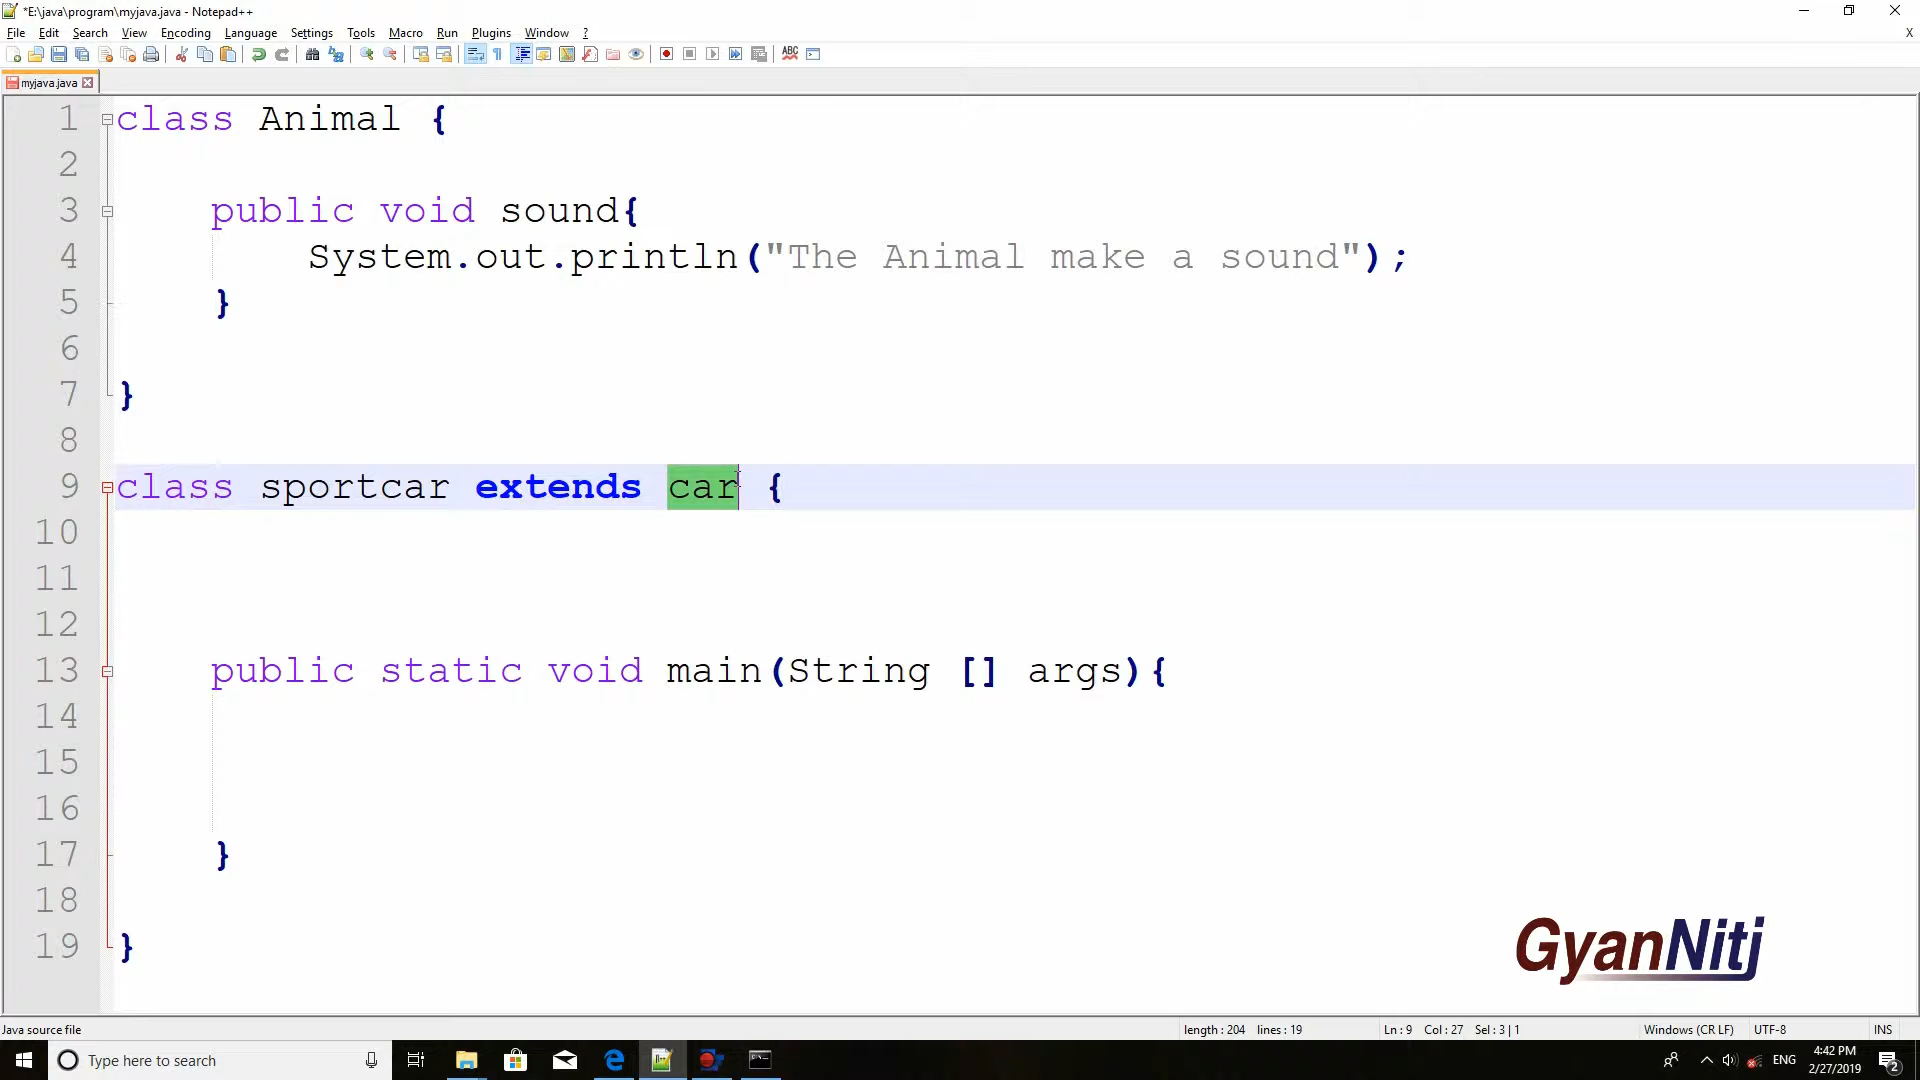 *E:\java\program\myjava.java - Notepad++
File Edit Search View Encoding Language Settings Tools Macro Run Plugins Window ? X
ABC
myjava.java
1 class Animal {
2
3 public void sound{
4 System.out.println("The Animal make a sound");
5 }
6
7 }
8
9 class sportcar extends car {
10
11
12
13 public static void main(String [] args){
14
15
16
17 }
18
19 }
GyanNitj
Java source file length : 204 lines : 19 Ln : 9 Col : 27 Sel : 3 | 1 Windows (CR LF) UTF-8 INS
Type here to search ENG 4:42 PM
2/27/2019 2